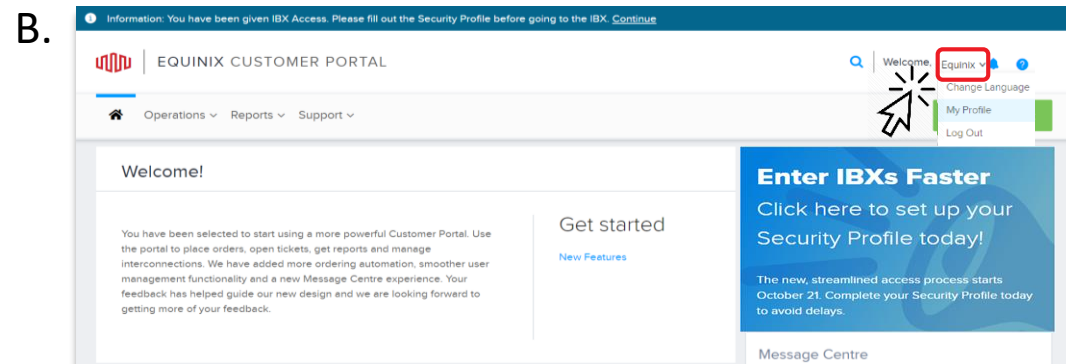 B.
Information: You have been given IBX Access. Please fill out the Security Profile before going to the IBX. Continue
EQUINIX CUSTOMER PORTAL
Welcome, Equinix
Change Language
My Profile
Log Out
Operations Reports Support
Welcome!
You have been selected to start using a more powerful Customer Portal. Use
the portal to place orders, open tickets, get reports and manage
interconnections. We have added more ordering automation, smoother user
management functionality and a new Message Centre experience. Your
feedback has helped guide our new design and we are looking forward to
getting more of your feedback.
Get started
New Features
Enter IBXs Faster
Click here to set up your
Security Profile today!
The new, streamlined access process starts
October 21. Complete your Security Profile today
to avoid delays.
Message Centre